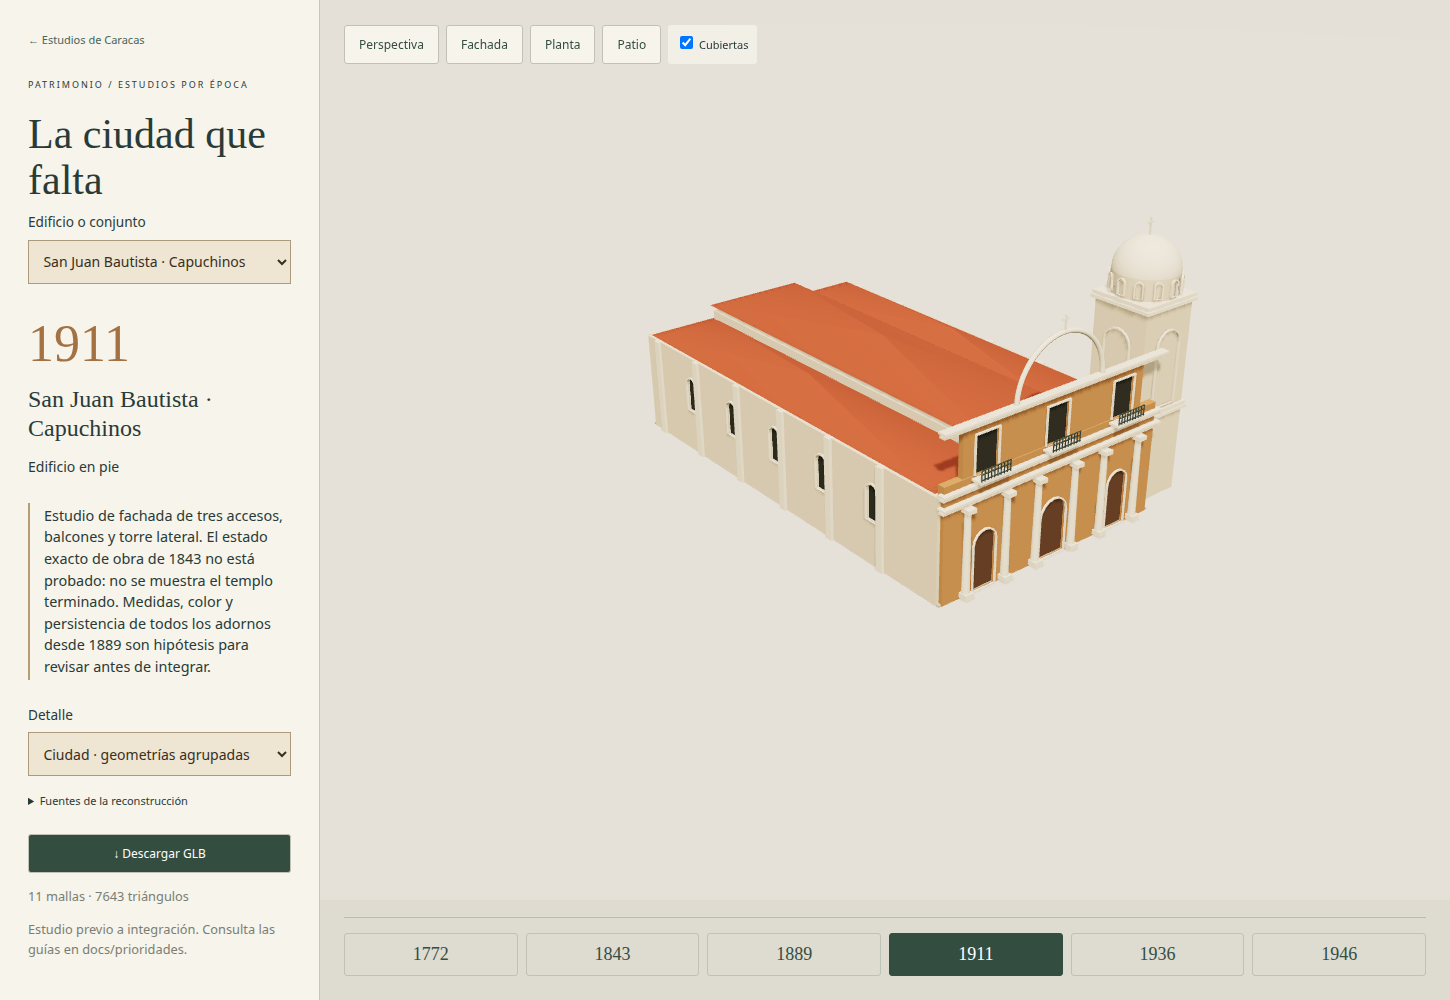 ← Estudios de Caracas
PATRIMONIO / ESTUDIOS POR ÉPOCA
La ciudad que
falta
Edificio o conjunto
San Juan Bautista · Capuchinos
1911
San Juan Bautista ·
Capuchinos
Edificio en pie
Estudio de fachada de tres accesos,
balcones y torre lateral. El estado
exacto de obra de 1843 no está
probado: no se muestra el templo
terminado. Medidas, color y
persistencia de todos los adornos
desde 1889 son hipótesis para
revisar antes de integrar.
Detalle
Ciudad · geometrías agrupadas
▶ Fuentes de la reconstrucción
↓ Descargar GLB
11 mallas · 7643 triángulos
Estudio previo a integración. Consulta las
guías en docs/prioridades.
Perspectiva Fachada Planta Patio Cubiertas
1772 1843 1889 1911 1936 1946